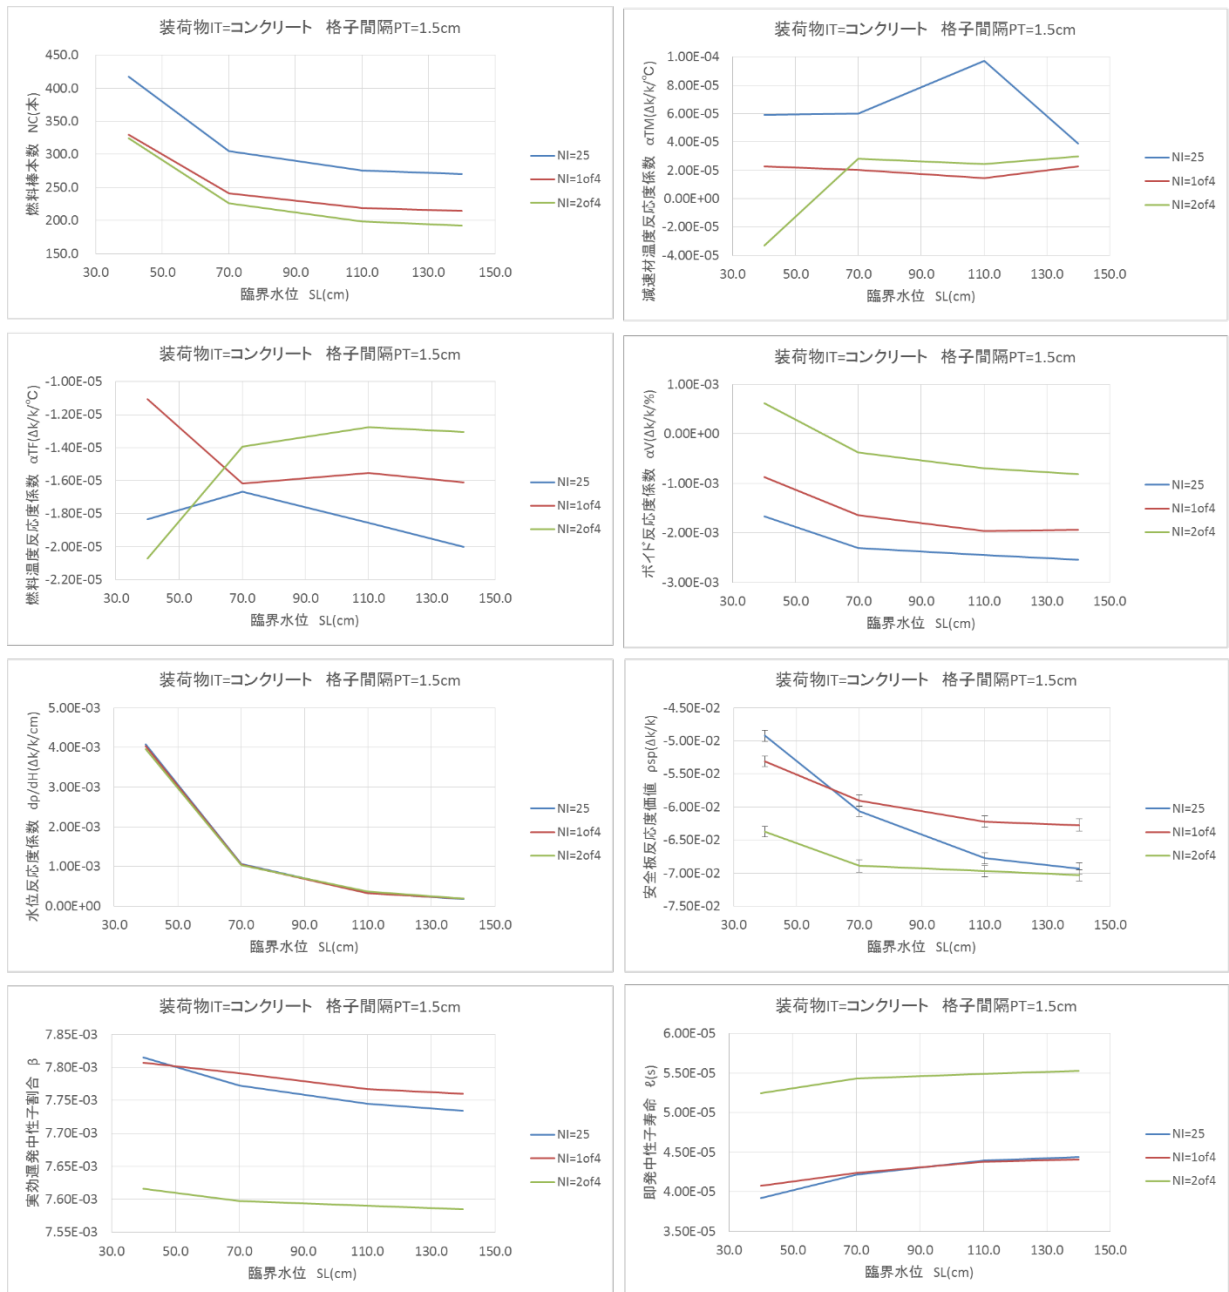 装荷物IT=コンクリート 格子間隔PT=1.5cm
燃料棒本数 NC(本)
450.0
400.0
350.0
300.0
250.0
200.0
150.0
30.0 50.0 70.0 90.0 110.0 130.0 150.0
臨界水位 SL(cm)
NI=25
NI=1of4
NI=2of4
装荷物IT=コンクリート 格子間隔PT=1.5cm
減速材温度反応度係数 αTM(Δk/k/℃)
1.00E-04
8.00E-05
6.00E-05
4.00E-05
2.00E-05
0.00E+00
-2.00E-05
-4.00E-05
30.0 50.0 70.0 90.0 110.0 130.0 150.0
臨界水位 SL(cm)
NI=25
NI=1of4
NI=2of4
装荷物IT=コンクリート 格子間隔PT=1.5cm
燃料温度反応度係数 αTF(Δk/k/℃)
-1.00E-05
-1.20E-05
-1.40E-05
-1.60E-05
-1.80E-05
-2.00E-05
-2.20E-05
30.0 50.0 70.0 90.0 110.0 130.0 150.0
臨界水位 SL(cm)
NI=25
NI=1of4
NI=2of4
装荷物IT=コンクリート 格子間隔PT=1.5cm
ボイド反応度係数 αV(Δk/k/%)
1.00E-03
0.00E+00
-1.00E-03
-2.00E-03
-3.00E-03
30.0 50.0 70.0 90.0 110.0 130.0 150.0
臨界水位 SL(cm)
NI=25
NI=1of4
NI=2of4
装荷物IT=コンクリート 格子間隔PT=1.5cm
水位反応度係数 dρ/dH(Δk/k/cm)
5.00E-03
4.00E-03
3.00E-03
2.00E-03
1.00E-03
0.00E+00
30.0 50.0 70.0 90.0 110.0 130.0 150.0
臨界水位 SL(cm)
NI=25
NI=1of4
NI=2of4
装荷物IT=コンクリート 格子間隔PT=1.5cm
安全板反応度価値 ρsp(Δk/k)
-4.50E-02
-5.00E-02
-5.50E-02
-6.00E-02
-6.50E-02
-7.00E-02
-7.50E-02
30.0 50.0 70.0 90.0 110.0 130.0 150.0
臨界水位 SL(cm)
NI=25
NI=1of4
NI=2of4
装荷物IT=コンクリート 格子間隔PT=1.5cm
実効遅発中性子割合 β
7.85E-03
7.80E-03
7.75E-03
7.70E-03
7.65E-03
7.60E-03
7.55E-03
30.0 50.0 70.0 90.0 110.0 130.0 150.0
臨界水位 SL(cm)
NI=25
NI=1of4
NI=2of4
装荷物IT=コンクリート 格子間隔PT=1.5cm
即発中性子寿命 ℓ(s)
6.00E-05
5.50E-05
5.00E-05
4.50E-05
4.00E-05
3.50E-05
30.0 50.0 70.0 90.0 110.0 130.0 150.0
臨界水位 SL(cm)
NI=25
NI=1of4
NI=2of4